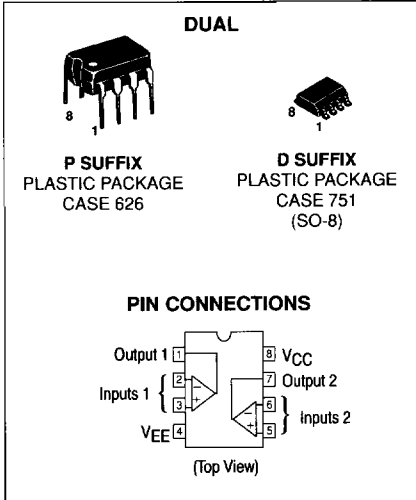 DUAL
8
1
8
1
P SUFFIX
PLASTIC PACKAGE
CASE 626
D SUFFIX
PLASTIC PACKAGE
CASE 751
(SO-8)
PIN CONNECTIONS
Output 1 1 8 VCC
2 7 Output 2
Inputs 1 - + 6
3 - + Inputs 2
VEE 4 5
(Top View)